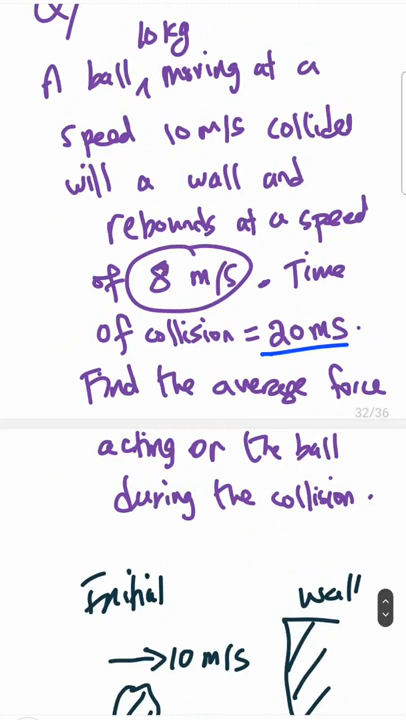 Q/
10kg
A ball, moving at a
speed 10 m/s collides
will a wall and
rebounds at a speed
of 8 m/s. Time
of collision = 20 ms.
Find the average force
32/36
acting on the ball
during the collision.
Initial wall
→ 10 m/s